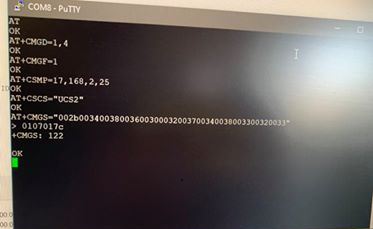 COM8 - PuTTY
AT
OK
AT+CMGD=1,4
OK
AT+CMGF=1
OK
AT+CSMP=17,168,2,25
OK
AT+CSCS="UCS2"
OK
AT+CMGS="002b00340038003600300032003700340038003300320033"
> 0107017c
+CMGS: 122
OK